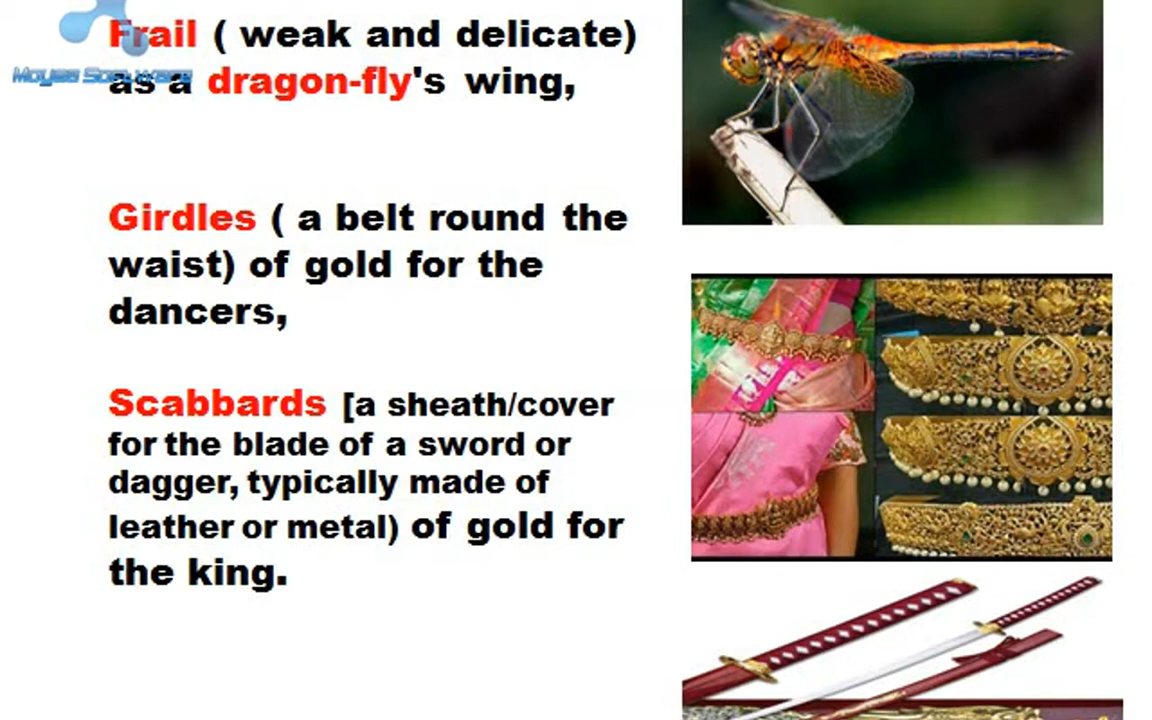 Frail ( weak and delicate)
as a dragon-fly's wing,
Girdles ( a belt round the
waist) of gold for the
dancers,
Scabbards [a sheath/cover
for the blade of a sword or
dagger, typically made of
leather or metal) of gold for
the king.